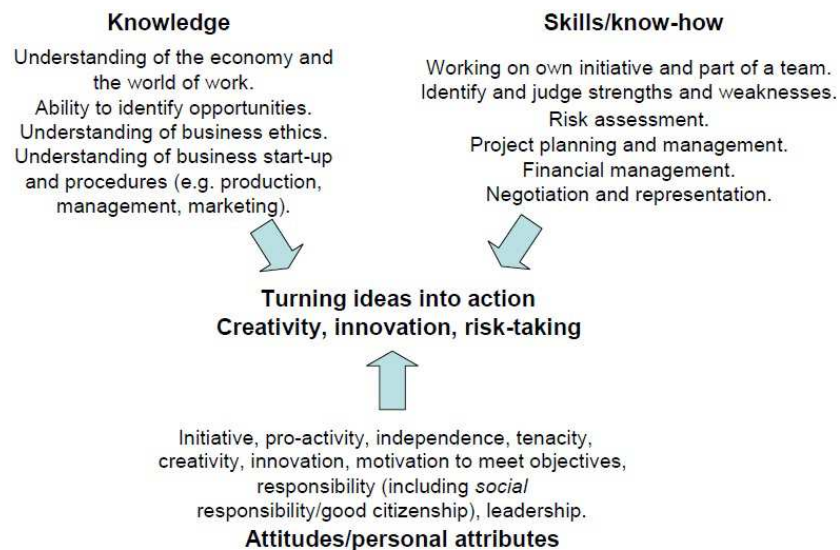 Knowledge
Understanding of the economy and
the world of work.
Ability to identify opportunities.
Understanding of business ethics.
Understanding of business start-up
and procedures (e.g. production,
management, marketing).
Skills/know-how
Working on own initiative and part of a team.
Identify and judge strengths and weaknesses.
Risk assessment.
Project planning and management.
Financial management.
Negotiation and representation.
Turning ideas into action
Creativity, innovation, risk-taking
Initiative, pro-activity, independence, tenacity,
creativity, innovation, motivation to meet objectives,
responsibility (including social
responsibility/good citizenship), leadership.
Attitudes/personal attributes